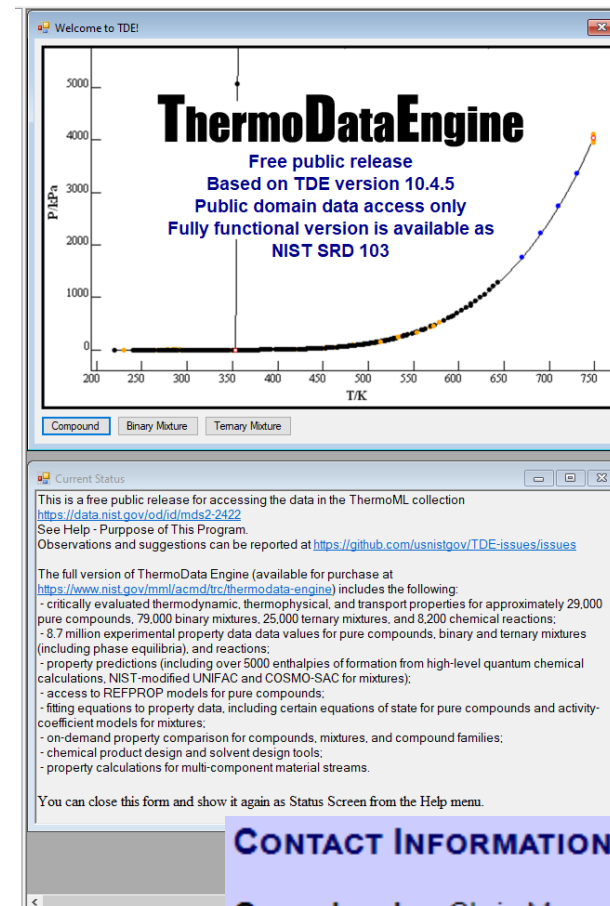 Welcome to TDE!
ThermoDataEngine
Free public release
Based on TDE version 10.4.5
Public domain data access only
Fully functional version is available as
NIST SRD 103
P/kPa
5000
4000
3000
2000
1000
0
200 250 300 350 400 450 500 550 600 650 700 750
T/K
Compound Binary Mixture Ternary Mixture
Current Status
This is a free public release for accessing the data in the ThermoML collection
https://data.nist.gov/od/id/mds2-2422
See Help - Purppose of This Program.
Observations and suggestions can be reported at https://github.com/usnistgov/TDE-issues/issues
The full version of ThermoData Engine (available for purchase at
https://www.nist.gov/mml/acmd/trc/thermodata-engine) includes the following:
- critically evaluated thermodynamic, thermophysical, and transport properties for approximately 29,000
pure compounds, 79,000 binary mixtures, 25,000 ternary mixtures, and 8,200 chemical reactions;
- 8.7 million experimental property data data values for pure compounds, binary and ternary mixtures
(including phase equilibria), and reactions;
- property predictions (including over 5000 enthalpies of formation from high-level quantum chemical
calculations, NIST-modified UNIFAC and COSMO-SAC for mixtures);
- access to REFPROP models for pure compounds;
- fitting equations to property data, including certain equations of state for pure compounds and activity-
coefficient models for mixtures;
- on-demand property comparison for compounds, mixtures, and compound families;
- chemical product design and solvent design tools;
- property calculations for multi-component material streams.
You can close this form and show it again as Status Screen from the Help menu.
CONTACT INFORMATION